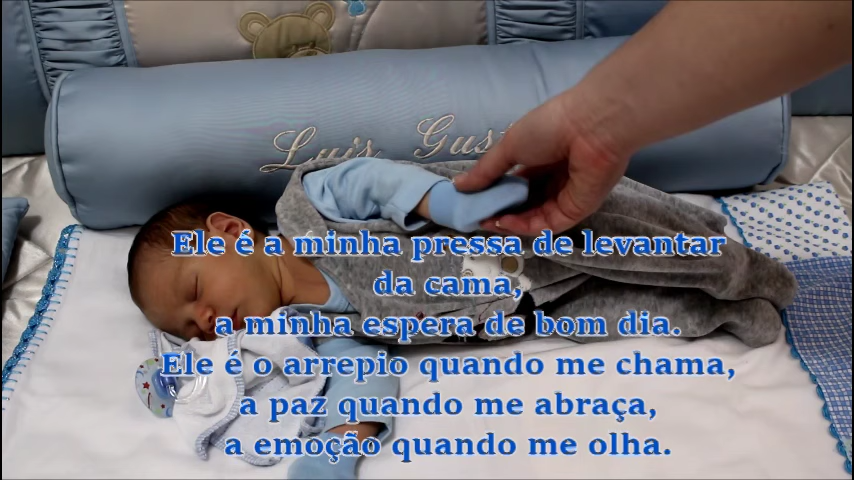 Luis
Ele é a minha pressa de levantar
da cama,
a minha espera de bom dia.
Ele é o arrepio quando me chama,
a paz quando me abraça,
a emoção quando me olha.